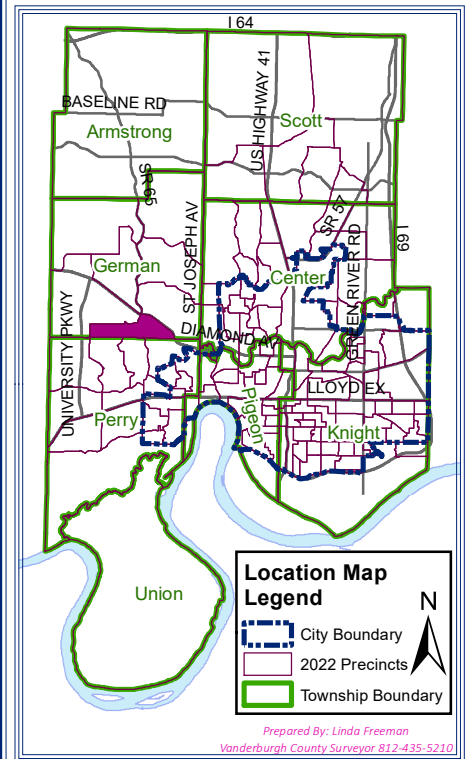 I 64
US HIGHWAY 41
BASELINE RD
Scott
Armstrong
SR 65
ST JOSEPH AV
SR 57
GREEN RIVER RD
I 69
German
Center
UNIVERSITY PKWY
DIAMOND AV
LLOYD EX
Perry
Pigeon
Knight
Union
Location Map
Legend
N
City Boundary
2022 Precincts
Township Boundary
Prepared By: Linda Freeman
Vanderburgh County Surveyor 812-435-5210